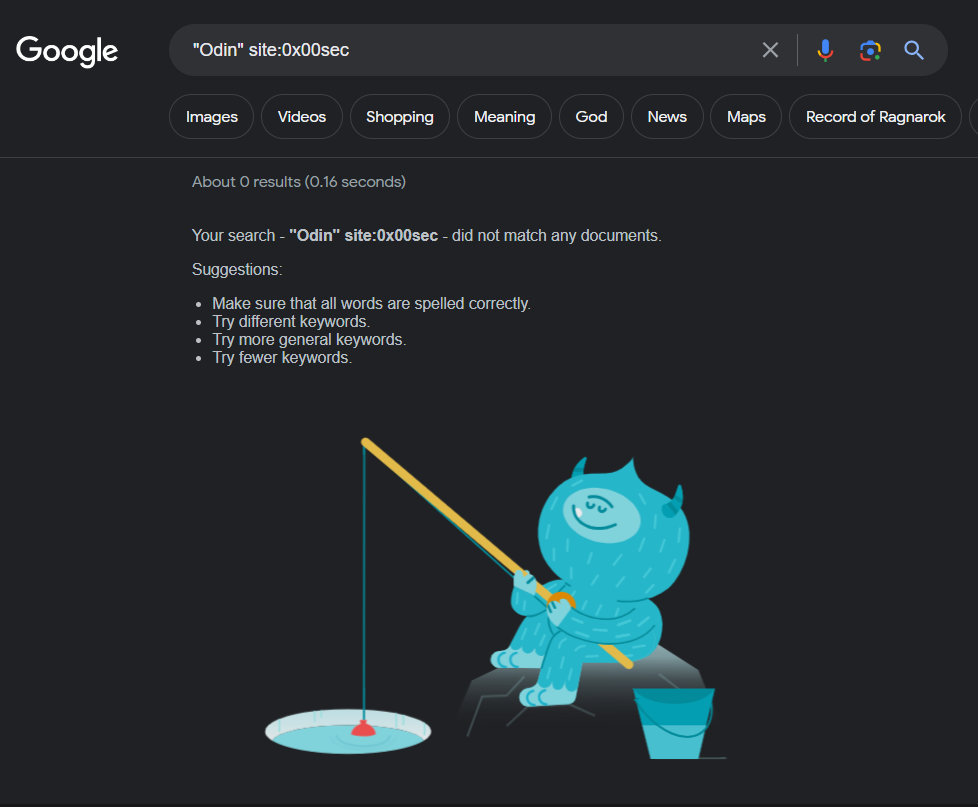 Google
"Odin" site:0x00sec
Images
Videos
Shopping
Meaning
God
News
Maps
Record of Ragnarok
About 0 results (0.16 seconds)
Your search - "Odin" site:0x00sec - did not match any documents.
Suggestions:
Make sure that all words are spelled correctly.
Try different keywords.
Try more general keywords.
Try fewer keywords.